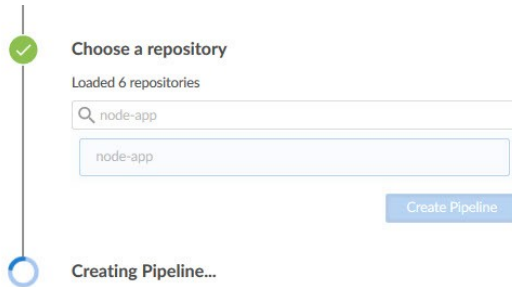 Choose a repository
Loaded 6 repositories
node-app
node-app
Create Pipeline
Creating Pipeline...